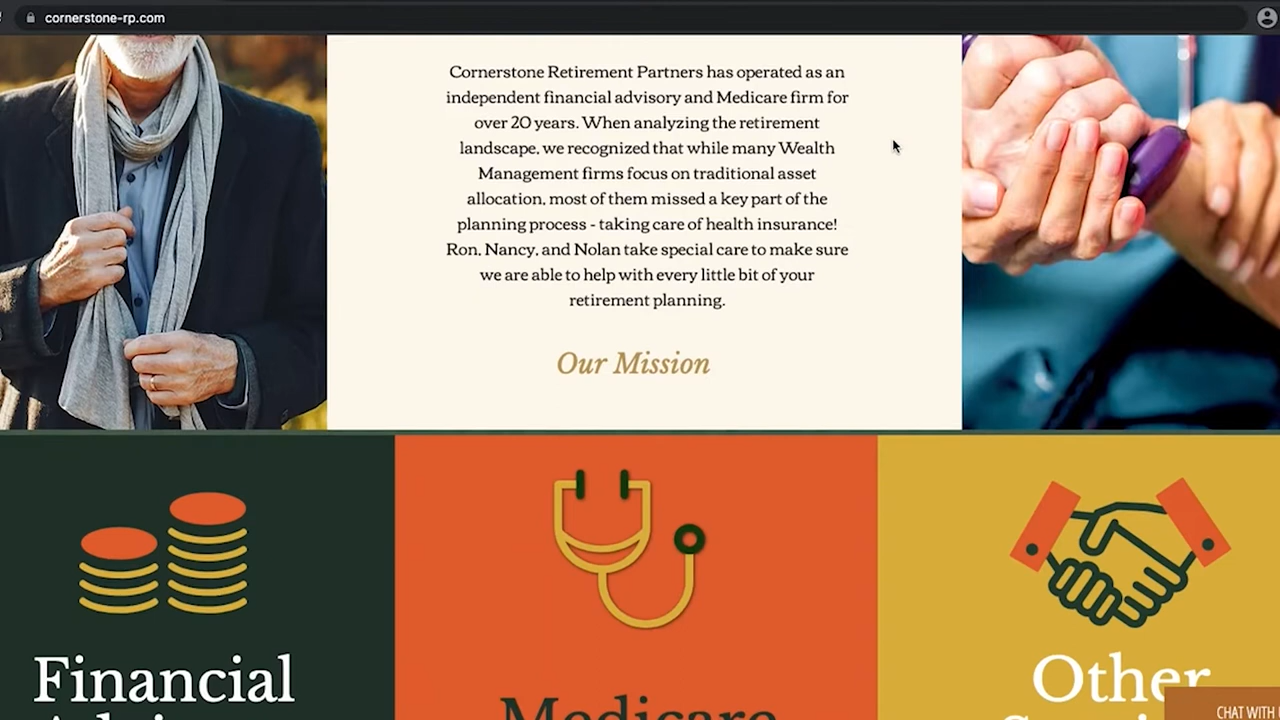 cornerstone-rp.com
Cornerstone Retirement Partners has operated as an
independent financial advisory and Medicare firm for
over 20 years. When analyzing the retirement
landscape, we recognized that while many Wealth
Management firms focus on traditional asset
allocation, most of them missed a key part of the
planning process - taking care of health insurance!
Ron, Nancy, and Nolan take special care to make sure
we are able to help with every little bit of your
retirement planning.
Our Mission
Financial
Medicare
Other
CHAT WITH